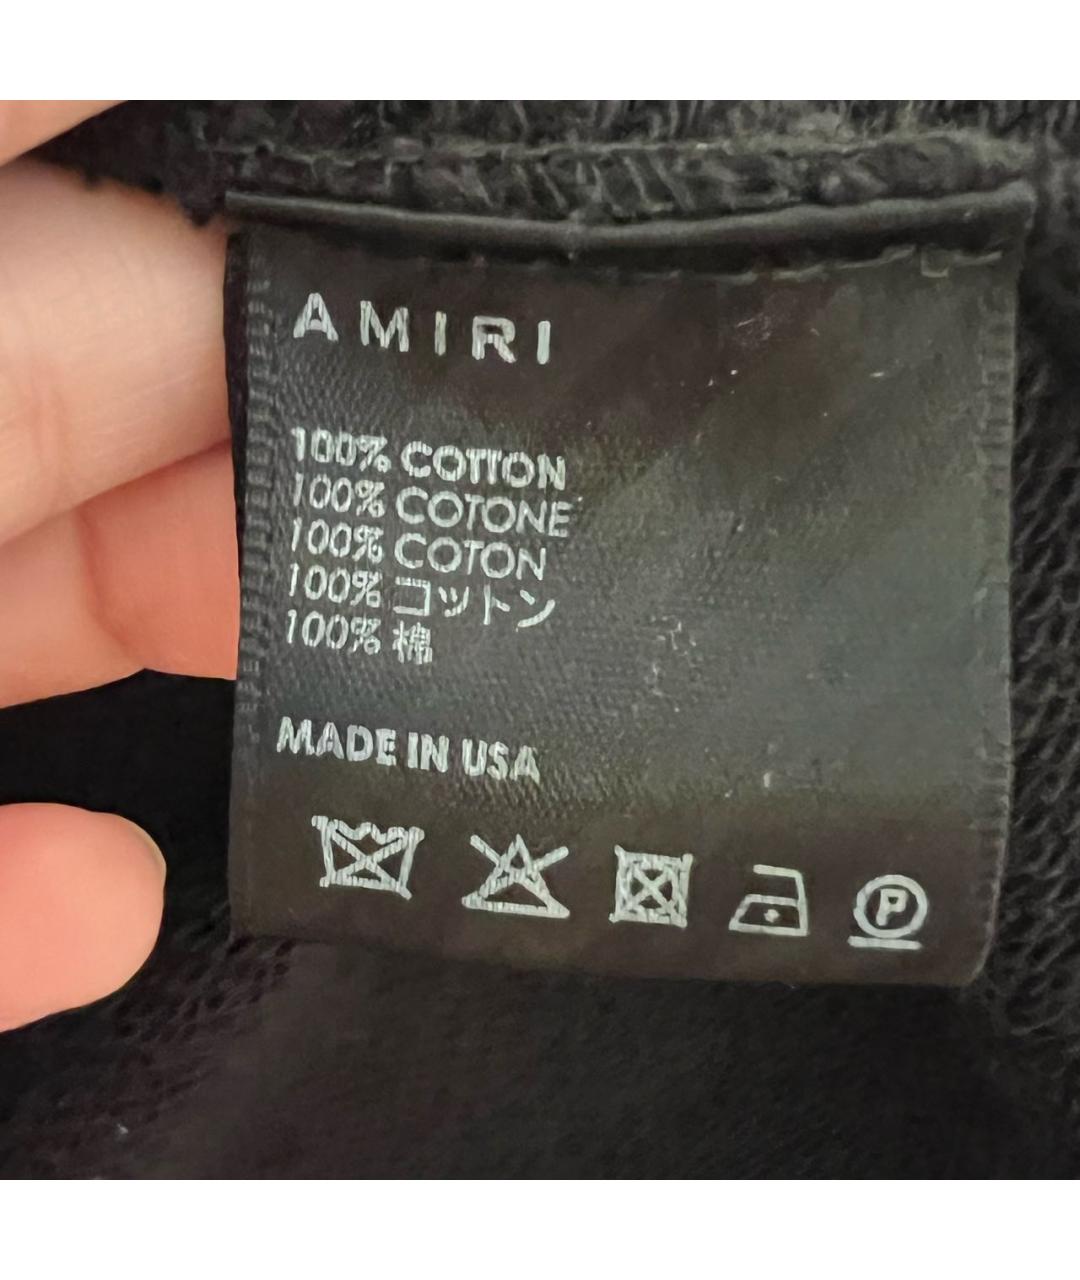 AMIRI
100% COTTON
100% COTONE
100% COTON
100% コットン
100% 棉
MADE IN USA
P